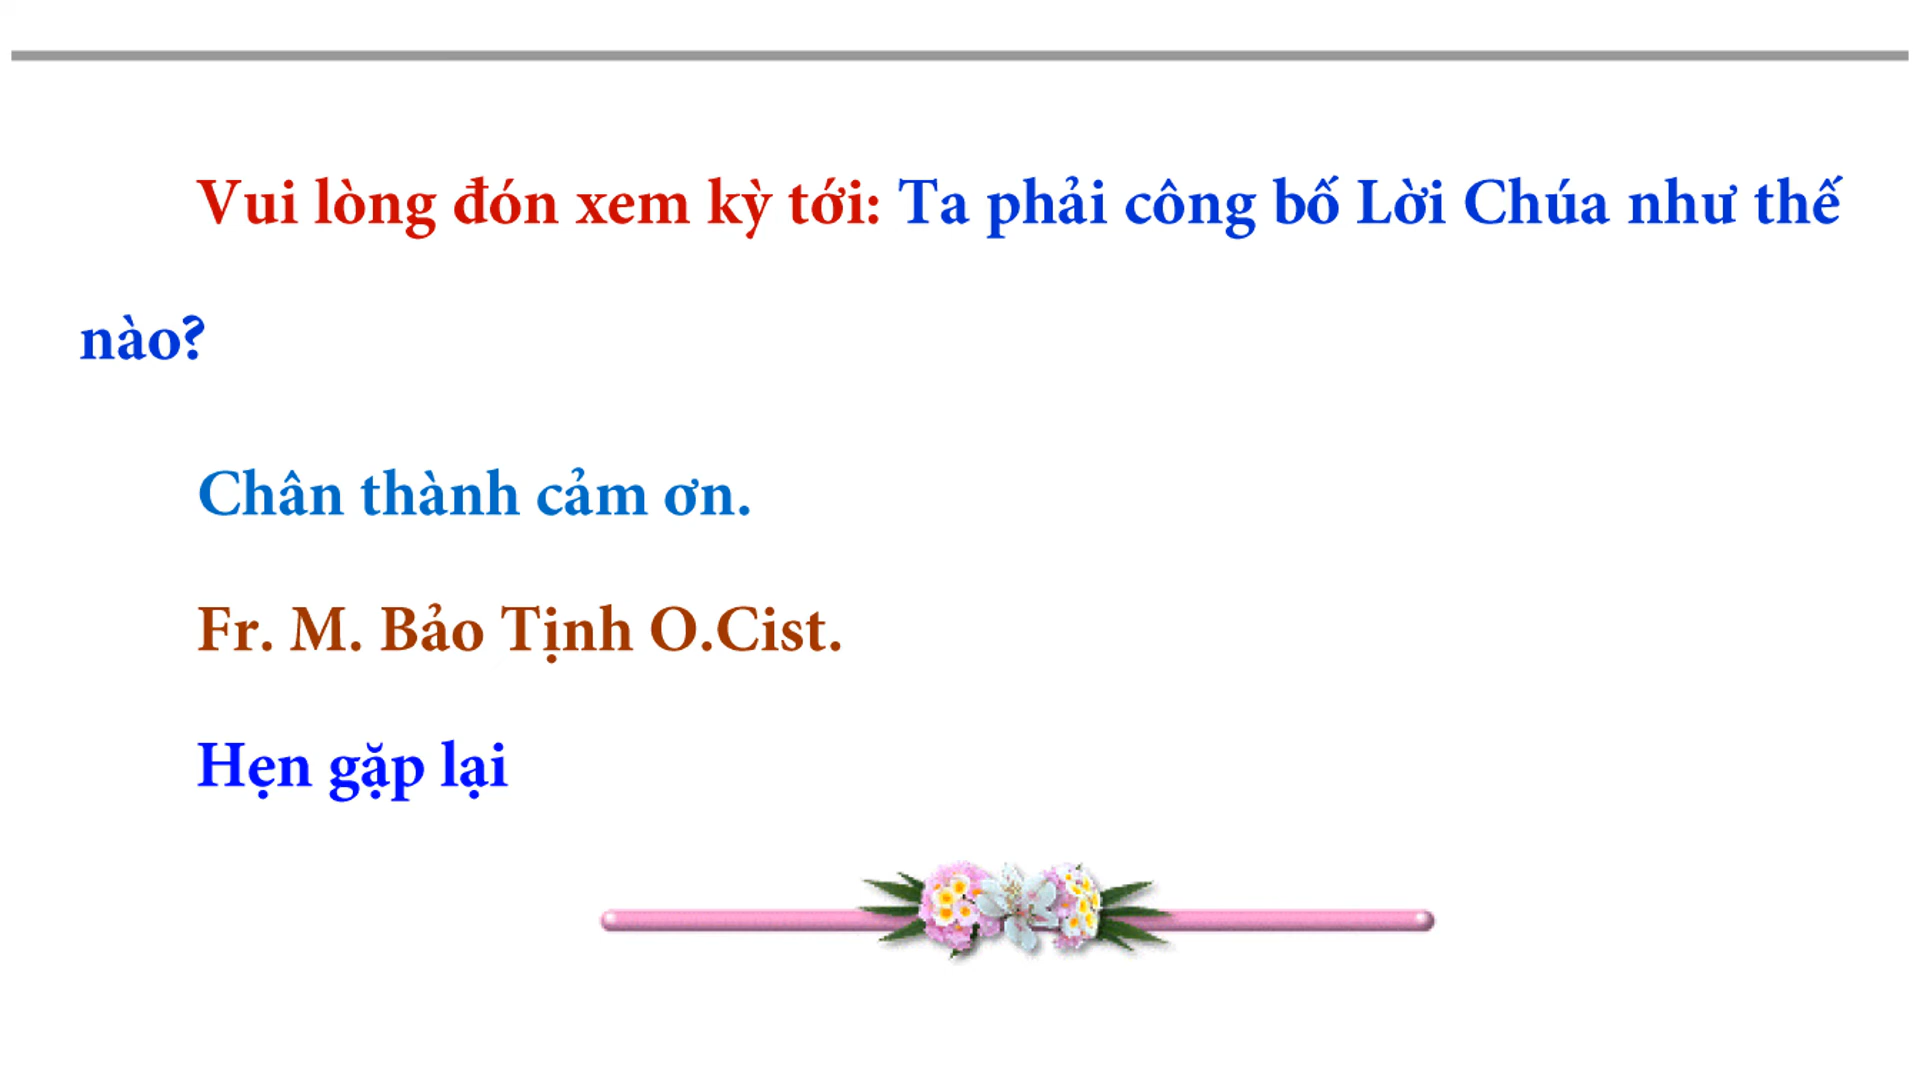 Vui lòng đón xem kỳ tới: Ta phải công bố Lời Chúa như thế
nào?
Chân thành cảm ơn.
Fr. M. Bảo Tịnh O.Cist.
Hẹn gặp lại